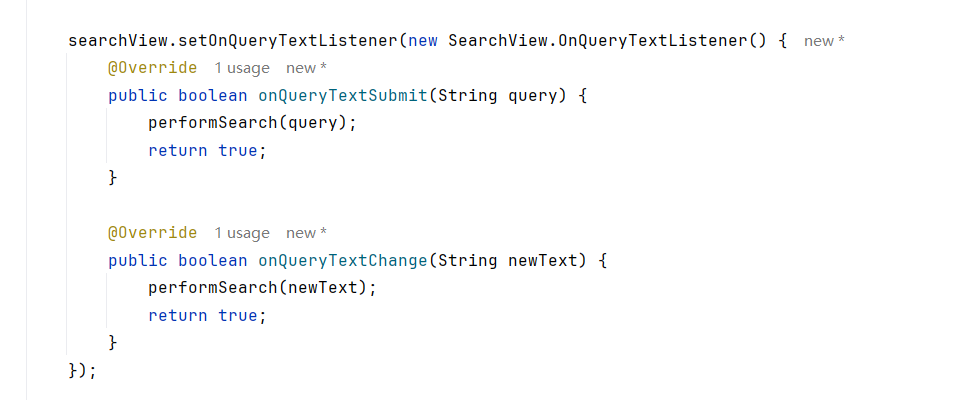 searchView.setOnQueryTextListener(new SearchView.OnQueryTextListener() { new *
    @Override 1 usage new *
    public boolean onQueryTextSubmit(String query) {
        performSearch(query);
        return true;
    }

    @Override 1 usage new *
    public boolean onQueryTextChange(String newText) {
        performSearch(newText);
        return true;
    }
});